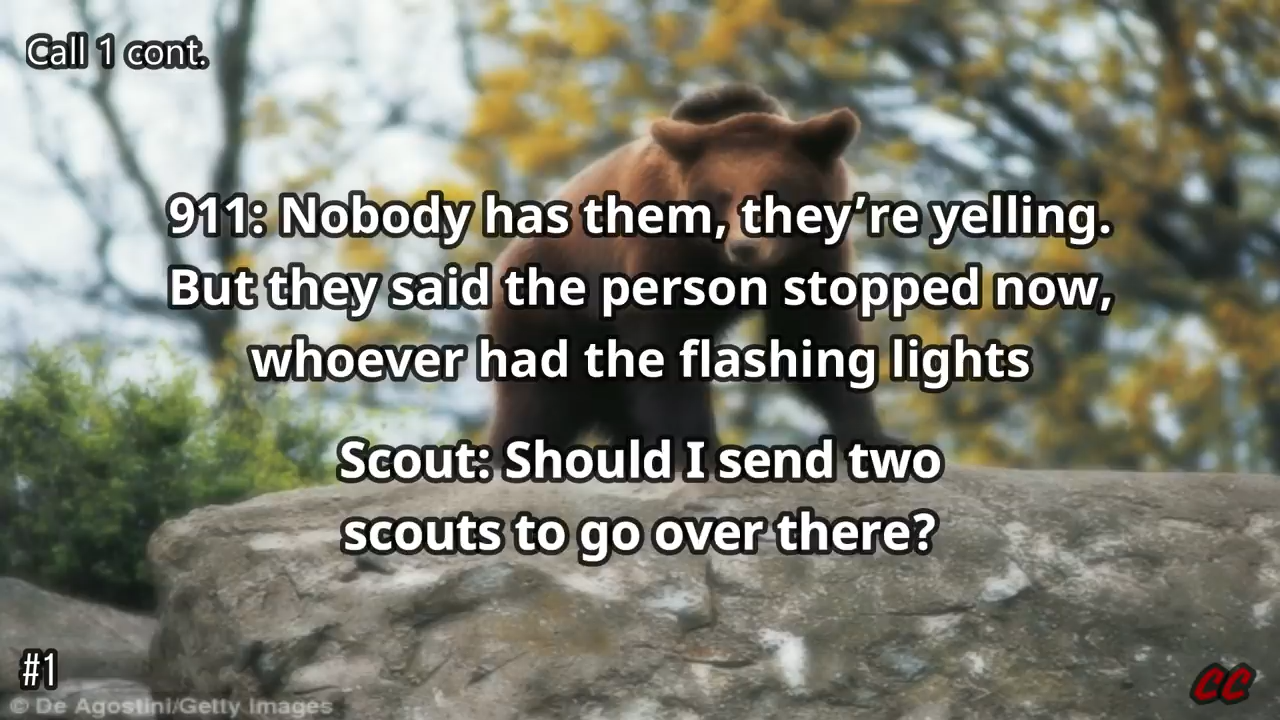 Call 1 cont.
911: Nobody has them, they’re yelling.
But they said the person stopped now,
whoever had the flashing lights
Scout: Should I send two
scouts to go over there?
#1
CC
© De Agostini/Getty Images